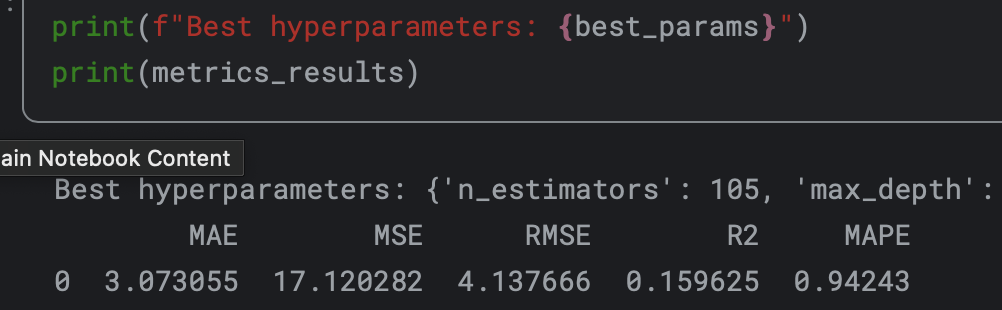 :
print(f"Best hyperparameters: {best_params}")
print(metrics_results)
ain Notebook Content
Best hyperparameters: {'n_estimators': 105, 'max_depth':
MAE MSE RMSE R2 MAPE
0 3.073055 17.120282 4.137666 0.159625 0.94243